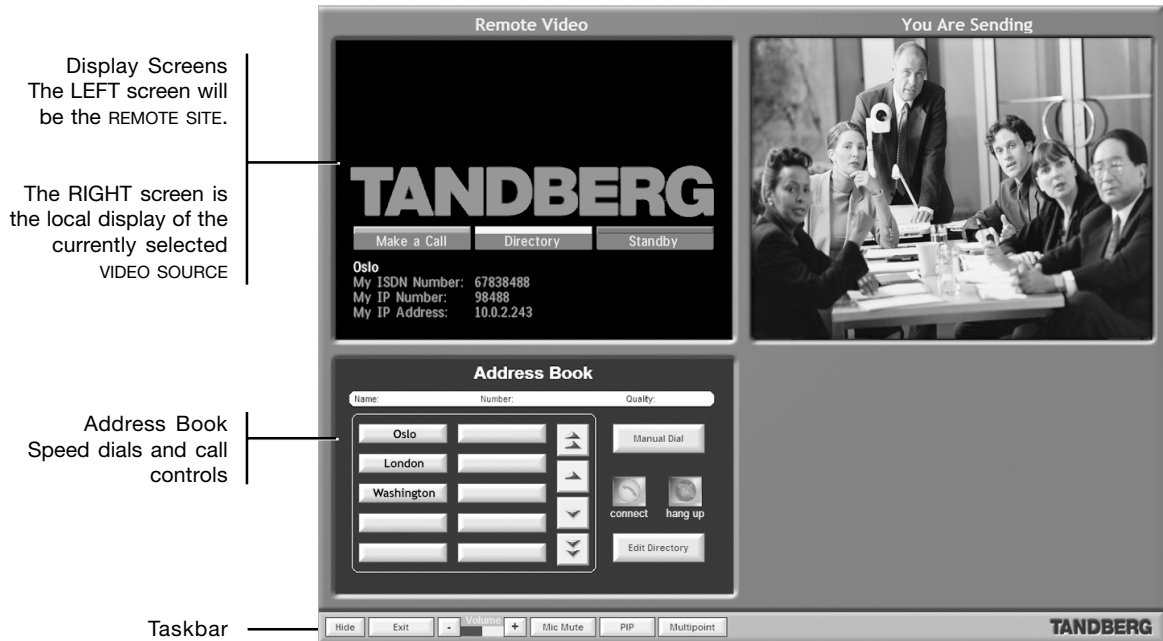 Display Screens
The LEFT screen will
be the REMOTE SITE.
The RIGHT screen is
the local display of the
currently selected
VIDEO SOURCE
Address Book
Speed dials and call
controls
Taskbar
Remote Video
You Are Sending
TANDBERG
Make a Call Directory Standby
Oslo
My ISDN Number: 67838488
My IP Number: 98488
My IP Address: 10.0.2.243
Address Book
Name: Number: Quality:
Oslo
London
Washington
Manual Dial
connect hang up
Edit Directory
Hide Exit - Volume + Mic Mute PIP Multipoint
TANDBERG